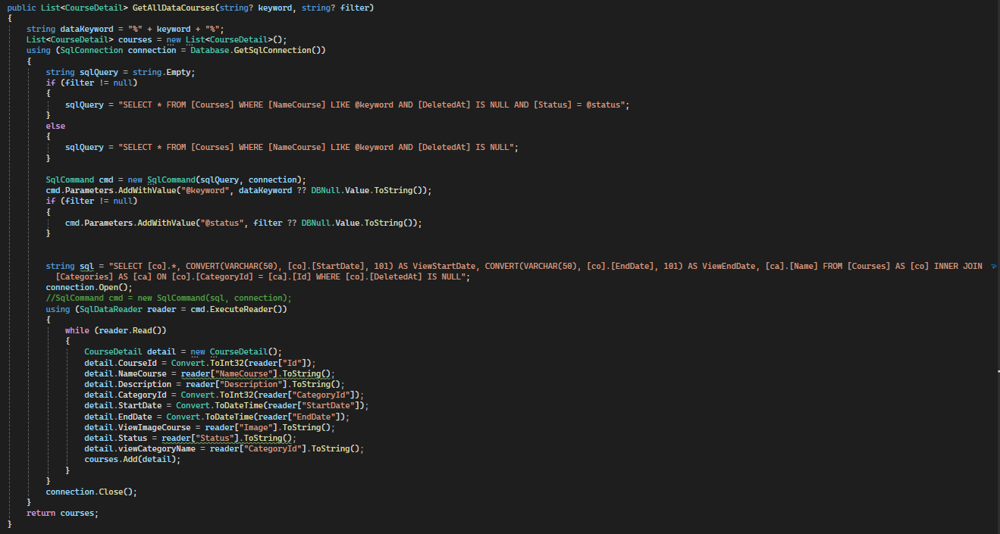 public List<CourseDetail> GetAllDataCourses(string? keyword, string? filter)
{
string dataKeyword = "%" + keyword + "%";
List<CourseDetail> courses = new List<CourseDetail>();
using (SqlConnection connection = Database.GetSqlConnection())
{
string sqlQuery = string.Empty;
if (filter != null)
{
sqlQuery = "SELECT * FROM [Courses] WHERE [NameCourse] LIKE @keyword AND [DeletedAt] IS NULL AND [Status] = @status";
}
else
{
sqlQuery = "SELECT * FROM [Courses] WHERE [NameCourse] LIKE @keyword AND [DeletedAt] IS NULL";
}
SqlCommand cmd = new SqlCommand(sqlQuery, connection);
cmd.Parameters.AddWithValue("@keyword", dataKeyword ?? DBNull.Value.ToString());
if (filter != null)
{
cmd.Parameters.AddWithValue("@status", filter ?? DBNull.Value.ToString());
}
string sql = "SELECT [co].*, CONVERT(VARCHAR(50), [co].[StartDate], 101) AS ViewStartDate, CONVERT(VARCHAR(50), [co].[EndDate], 101) AS ViewEndDate, [ca].[Name] FROM [Courses] AS [co] INNER JOIN
[Categories] AS [ca] ON [co].[CategoryId] = [ca].[Id] WHERE [co].[DeletedAt] IS NULL";
connection.Open();
//SqlCommand cmd = new SqlCommand(sql, connection);
using (SqlDataReader reader = cmd.ExecuteReader())
{
while (reader.Read())
{
CourseDetail detail = new CourseDetail();
detail.CourseId = Convert.ToInt32(reader["Id"]);
detail.NameCourse = reader["NameCourse"].ToString();
detail.Description = reader["Description"].ToString();
detail.CategoryId = Convert.ToInt32(reader["CategoryId"]);
detail.StartDate = Convert.ToDateTime(reader["StartDate"]);
detail.EndDate = Convert.ToDateTime(reader["EndDate"]);
detail.ViewImageCourse = reader["Image"].ToString();
detail.Status = reader["Status"].ToString();
detail.viewCategoryName = reader["CategoryId"].ToString();
courses.Add(detail);
}
}
connection.Close();
}
return courses;
}